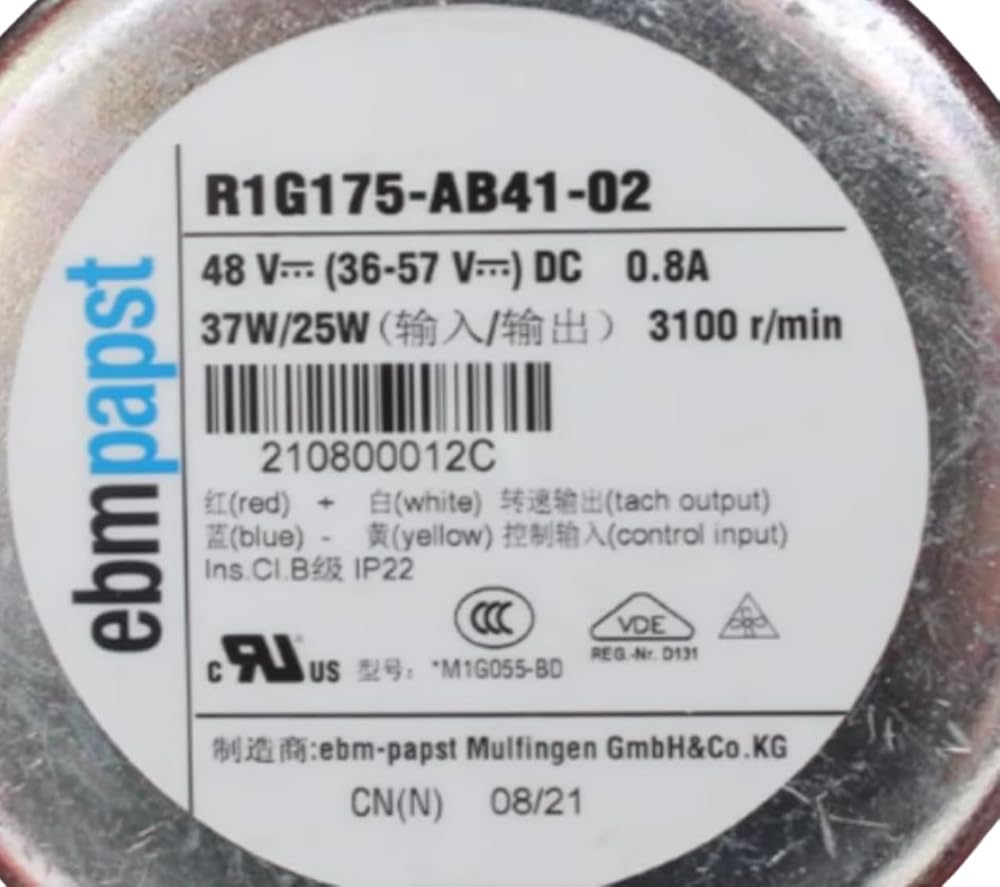 ebmpapst
R1G175-AB41-02
48 V⎓ (36-57 V⎓) DC 0.8A
37W/25W(输入/输出) 3100 r/min
210800012C
红(red) + 白(white) 转速输出(tach output)
蓝(blue) - 黄(yellow) 控制输入(control input)
Ins.Cl.B级 IP22
CCC
VDE
REG.-Nr. D131
c RU US 型号: *M1G055-BD
制造商:ebm-papst Mulfingen GmbH&Co.KG
CN(N) 08/21